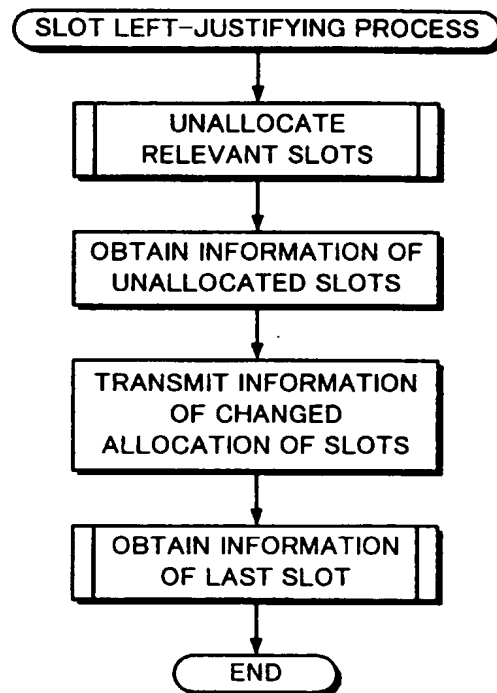 SLOT LEFT-JUSTIFYING PROCESS
UNALLOCATE
RELEVANT SLOTS
OBTAIN INFORMATION OF
UNALLOCATED SLOTS
TRANSMIT INFORMATION
OF CHANGED
ALLOCATION OF SLOTS
OBTAIN INFORMATION
OF LAST SLOT
END